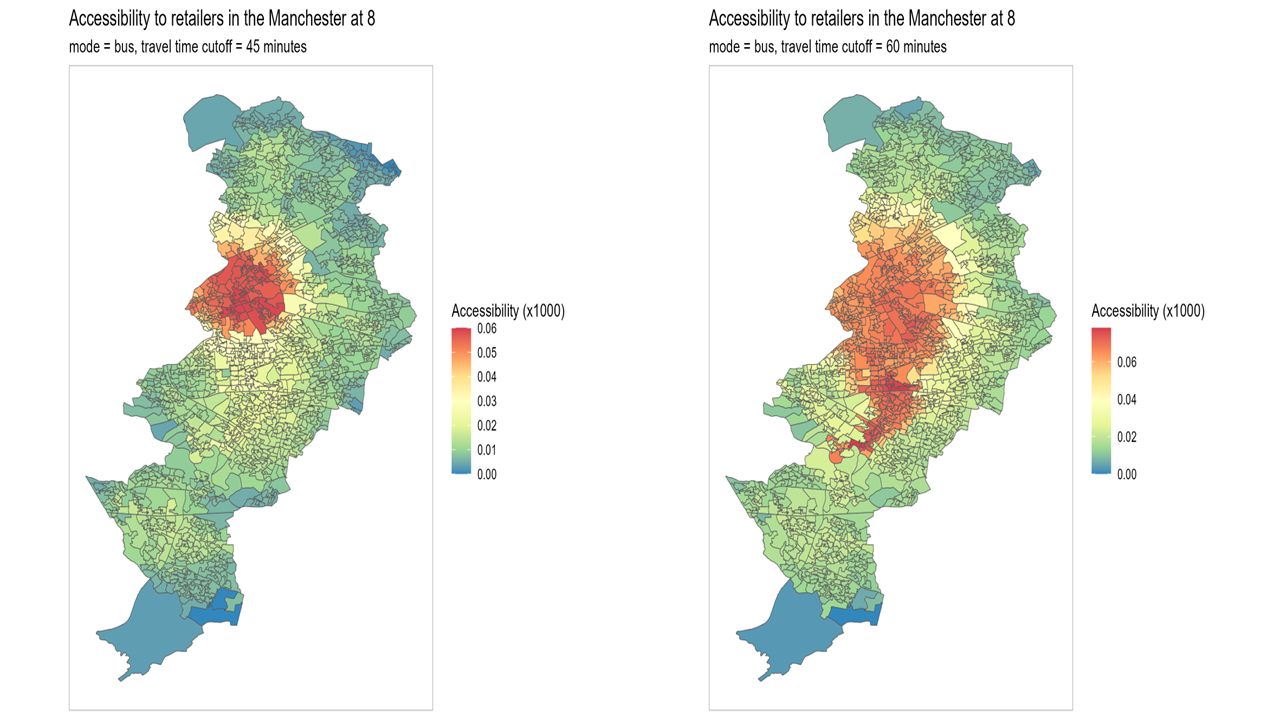 Accessibility to retailers in the Manchester at 8
mode = bus, travel time cutoff = 45 minutes
Accessibility (x1000)
0.06
0.05
0.04
0.03
0.02
0.01
0.00
Accessibility to retailers in the Manchester at 8
mode = bus, travel time cutoff = 60 minutes
Accessibility (x1000)
0.06
0.04
0.02
0.00